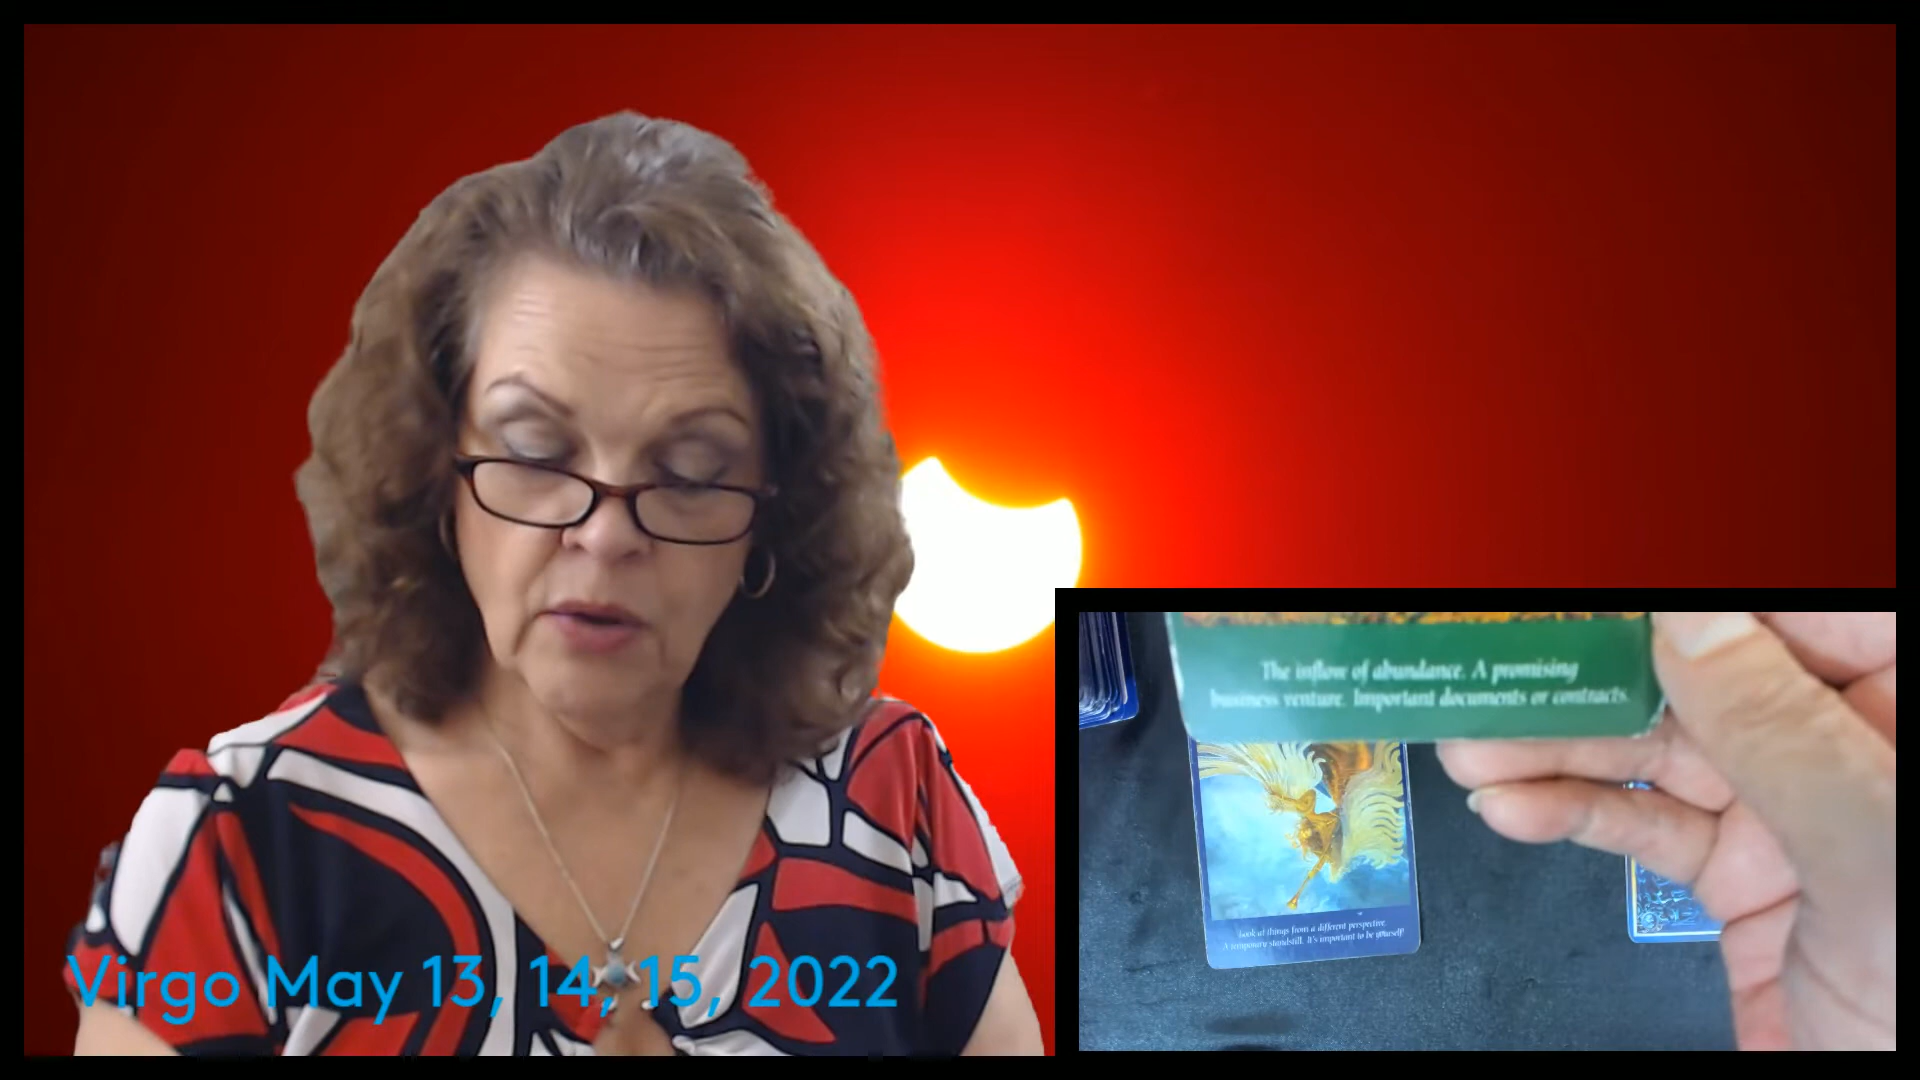 The inflow of abundance. A promising
business venture. Important documents or contracts.
Look at things from a different perspective.
A temporary standstill. It's important to be yourself
Virgo May 13, 14, 15, 2022